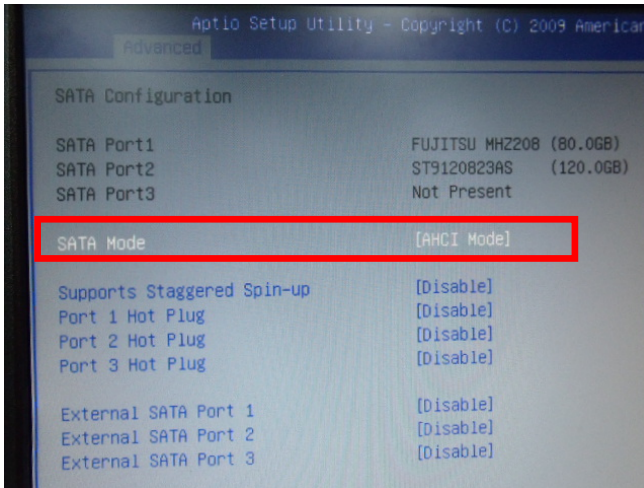 Aptio Setup Utility - Copyright (C) 2009 American
Advanced
SATA Configuration
SATA Port1 FUJITSU MHZ208 (80.0GB)
SATA Port2 ST9120823AS (120.0GB)
SATA Port3 Not Present
SATA Mode [AHCI Mode]
Supports Staggered Spin-up [Disable]
Port 1 Hot Plug [Disable]
Port 2 Hot Plug [Disable]
Port 3 Hot Plug [Disable]
External SATA Port 1 [Disable]
External SATA Port 2 [Disable]
External SATA Port 3 [Disable]